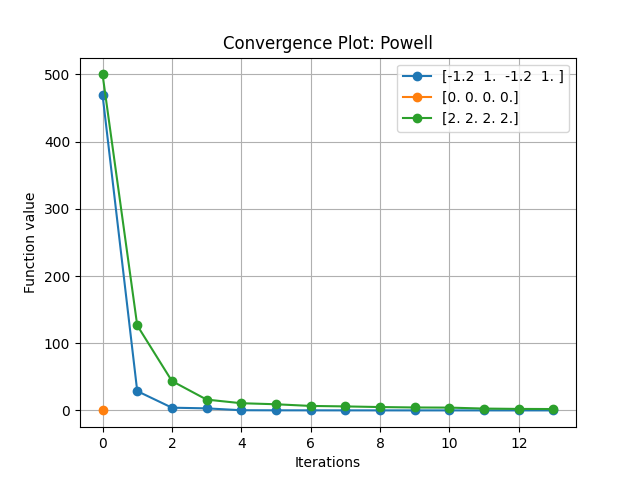 Convergence Plot: Powell
[-1.2  1.  -1.2  1. ]
[0. 0. 0. 0.]
[2. 2. 2. 2.]
500
400
300
200
100
0
Function value
0 2 4 6 8 10 12
Iterations